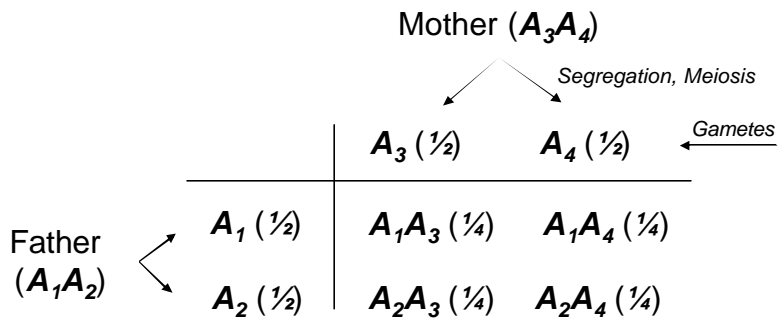 Mother (A₃A₄)
Segregation, Meiosis
A₃ (½) A₄ (½) Gametes
A₁ (½) A₁A₃ (¼) A₁A₄ (¼)
Father
(A₁A₂)
A₂ (½) A₂A₃ (¼) A₂A₄ (¼)